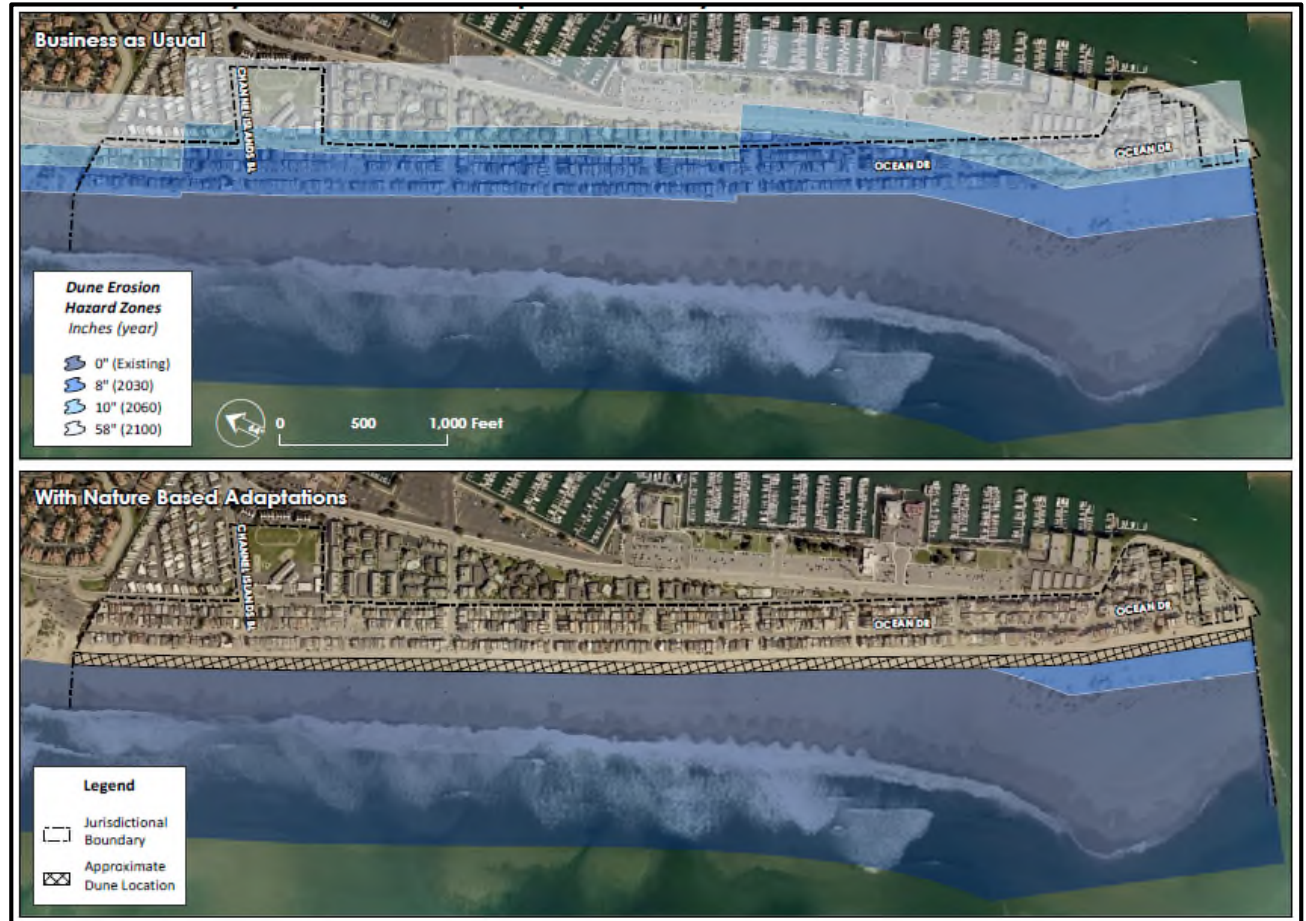 Business as Usual
CHANNEL ISLANDS BL
OCEAN DR
OCEAN DR
Dune Erosion
Hazard Zones
Inches (year)
0" (Existing)
8" (2030)
10" (2060)
58" (2100)
0 500 1,000 Feet
With Nature Based Adaptations
CHANNEL ISLANDS BL
OCEAN DR
OCEAN DR
Legend
Jurisdictional
Boundary
Approximate
Dune Location